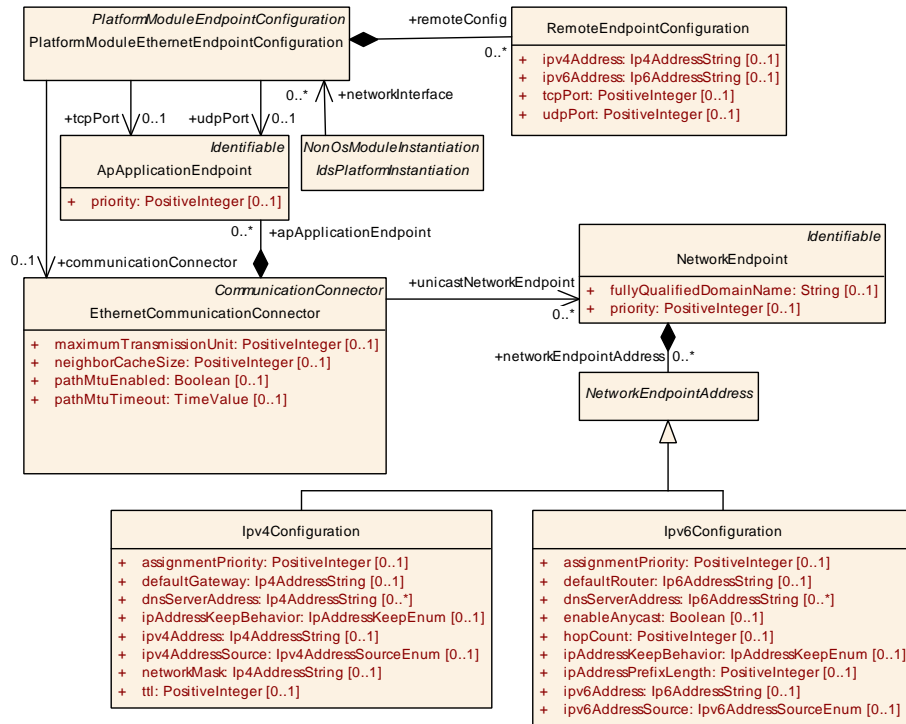 PlatformModuleEndpointConfiguration
PlatformModuleEthernetEndpointConfiguration
+remoteConfig
0..*
RemoteEndpointConfiguration
+ ipv4Address: Ip4AddressString [0..1]
+ ipv6Address: Ip6AddressString [0..1]
+ tcpPort: PositiveInteger [0..1]
+ udpPort: PositiveInteger [0..1]
+tcpPort
0..1
+udpPort
0..1
0..*
+networkInterface
Identifiable
ApApplicationEndpoint
+ priority: PositiveInteger [0..1]
NonOsModuleInstantiation
IdsPlatformInstantiation
0..*
+apApplicationEndpoint
0..1
+communicationConnector
CommunicationConnector
EthernetCommunicationConnector
+ maximumTransmissionUnit: PositiveInteger [0..1]
+ neighborCacheSize: PositiveInteger [0..1]
+ pathMtuEnabled: Boolean [0..1]
+ pathMtuTimeout: TimeValue [0..1]
+unicastNetworkEndpoint
0..*
Identifiable
NetworkEndpoint
+ fullyQualifiedDomainName: String [0..1]
+ priority: PositiveInteger [0..1]
+networkEndpointAddress
0..*
NetworkEndpointAddress
Ipv4Configuration
+ assignmentPriority: PositiveInteger [0..1]
+ defaultGateway: Ip4AddressString [0..1]
+ dnsServerAddress: Ip4AddressString [0..*]
+ ipAddressKeepBehavior: IpAddressKeepEnum [0..1]
+ ipv4Address: Ip4AddressString [0..1]
+ ipv4AddressSource: Ipv4AddressSourceEnum [0..1]
+ networkMask: Ip4AddressString [0..1]
+ ttl: PositiveInteger [0..1]
Ipv6Configuration
+ assignmentPriority: PositiveInteger [0..1]
+ defaultRouter: Ip6AddressString [0..1]
+ dnsServerAddress: Ip6AddressString [0..*]
+ enableAnycast: Boolean [0..1]
+ hopCount: PositiveInteger [0..1]
+ ipAddressKeepBehavior: IpAddressKeepEnum [0..1]
+ ipAddressPrefixLength: PositiveInteger [0..1]
+ ipv6Address: Ip6AddressString [0..1]
+ ipv6AddressSource: Ipv6AddressSourceEnum [0..1]